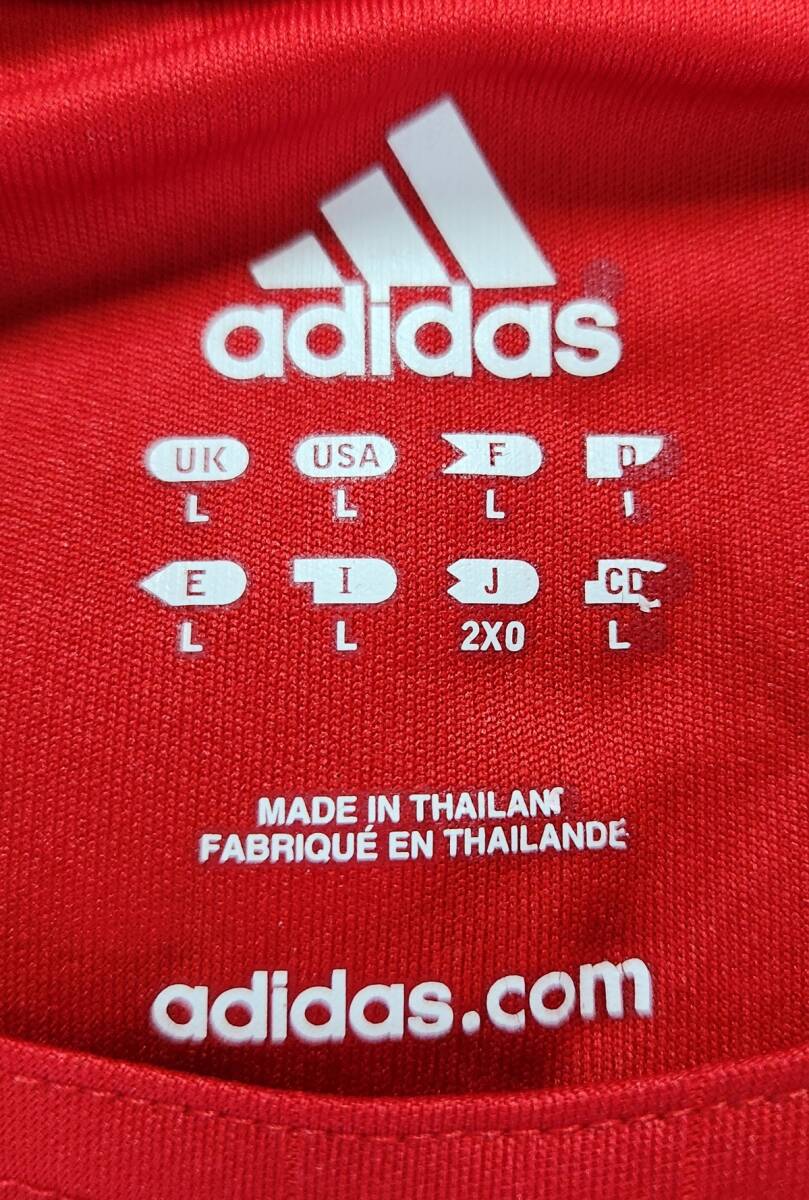 adidas
UK USA F D
L L L
E I J CD
L L 2XO L
MADE IN THAILAND
FABRIQUÉ EN THAILANDE
adidas.com